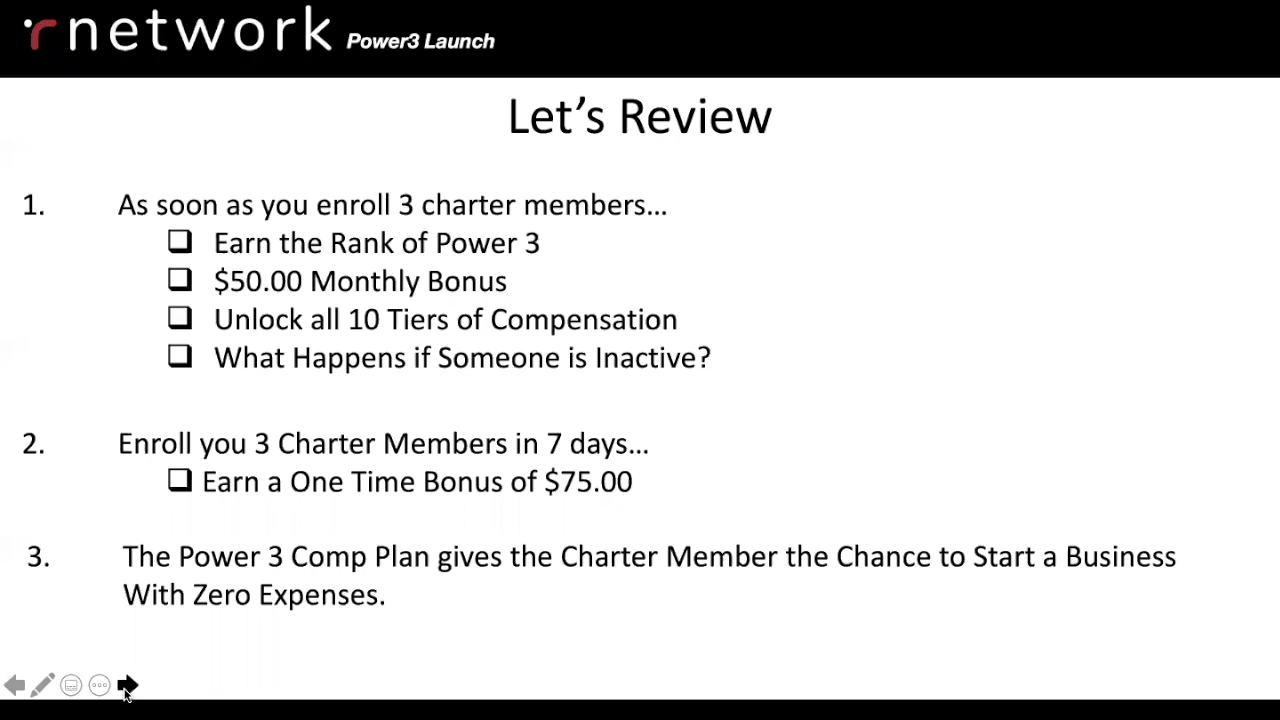 rnetwork Power3 Launch
Let’s Review
1. As soon as you enroll 3 charter members…
Earn the Rank of Power 3
$50.00 Monthly Bonus
Unlock all 10 Tiers of Compensation
What Happens if Someone is Inactive?
2. Enroll you 3 Charter Members in 7 days…
Earn a One Time Bonus of $75.00
3. The Power 3 Comp Plan gives the Charter Member the Chance to Start a Business
With Zero Expenses.